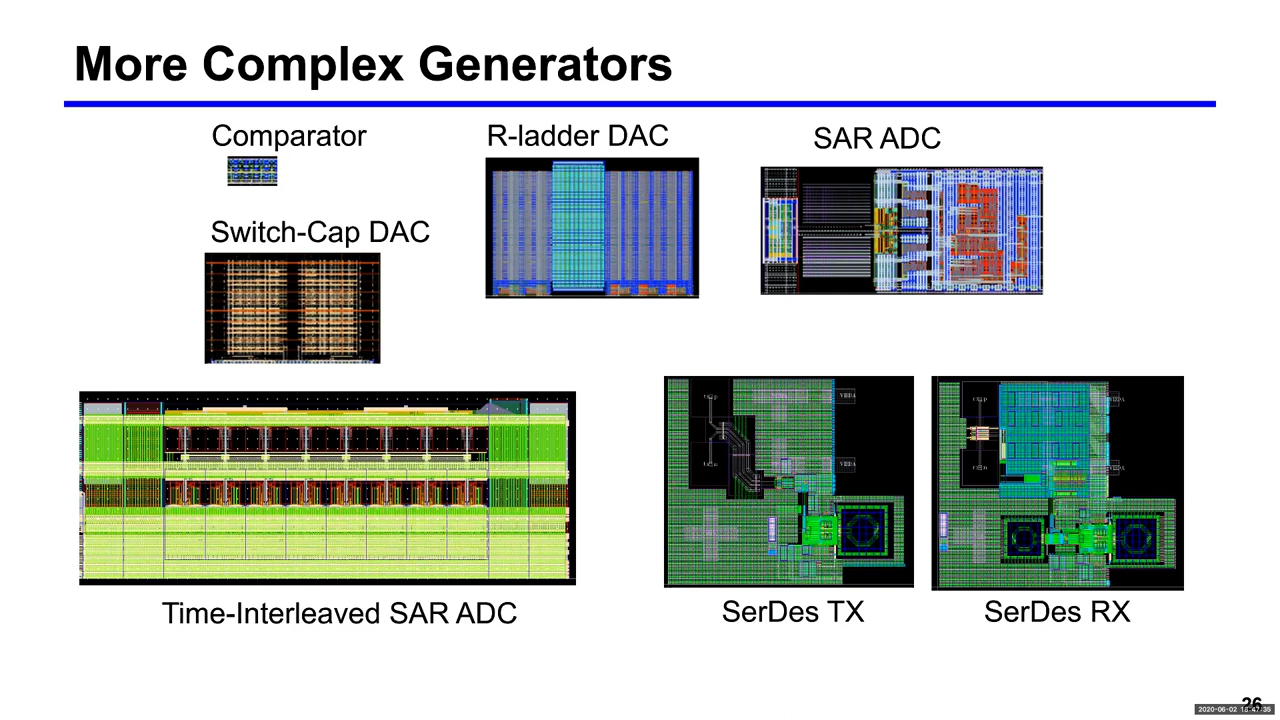 More Complex Generators
Comparator
R-ladder DAC
SAR ADC
Switch-Cap DAC
Time-Interleaved SAR ADC
SerDes TX
SerDes RX
26